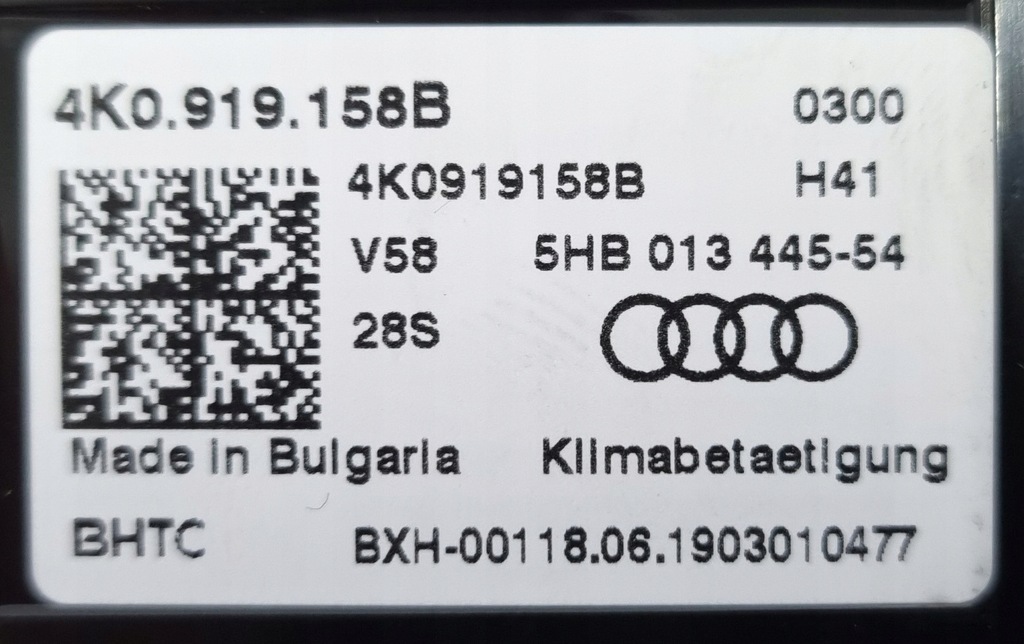 4K0.919.158B 0300
4K0919158B H41
V58 5HB 013 445-54
28S
Made in Bulgaria Klimabetaetigung
BHTC BXH-00118.06.1903010477